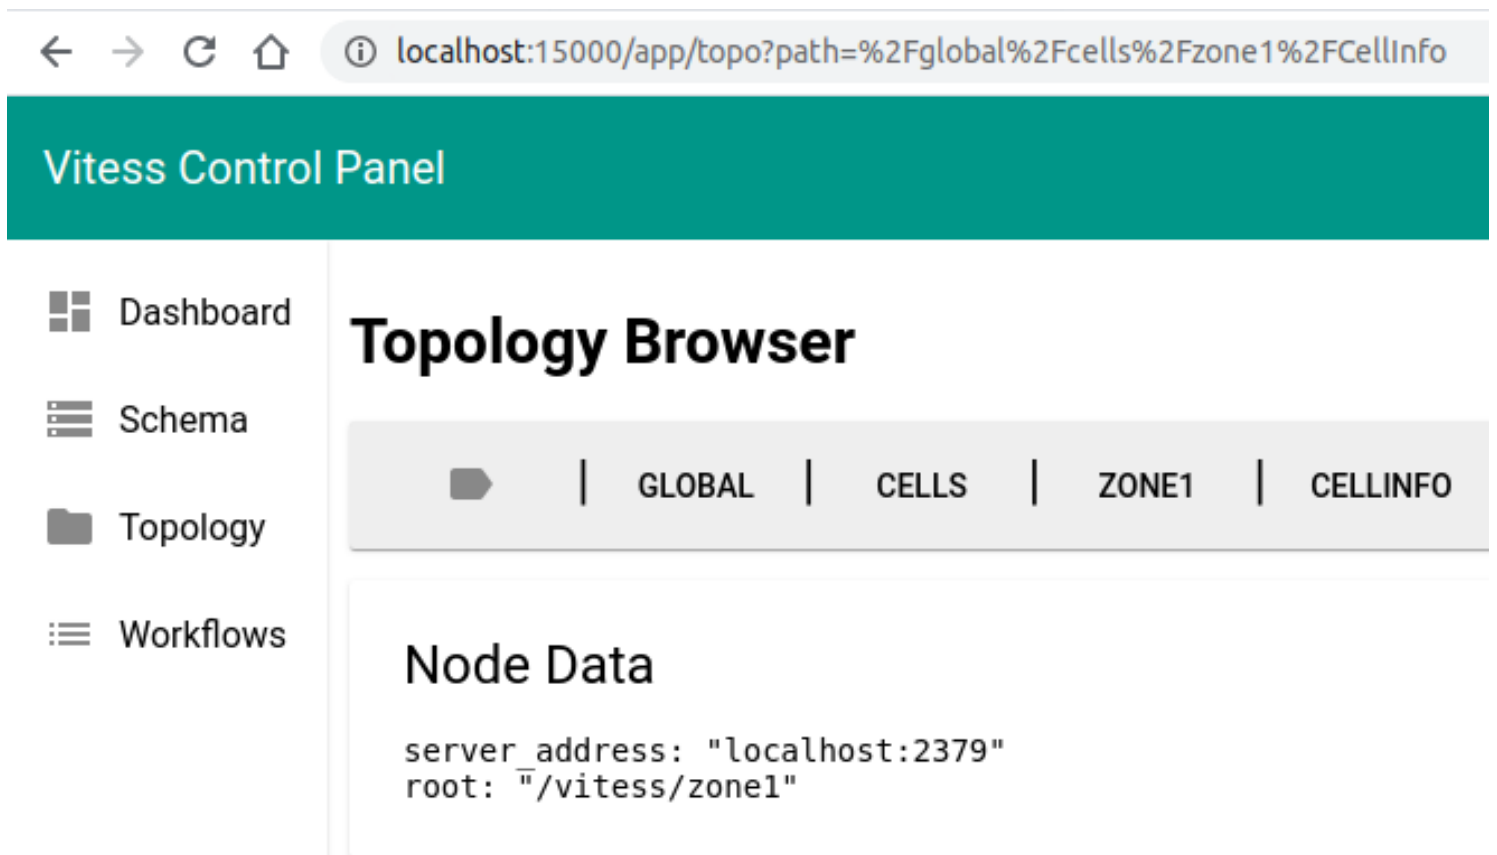 localhost:15000/app/topo?path=%2Fglobal%2Fcells%2Fzone1%2FCellInfo
Vitess Control Panel
Dashboard
Schema
Topology
Workflows
Topology Browser
GLOBAL | CELLS | ZONE1 | CELLINFO
Node Data
server_address: "localhost:2379"
root: "/vitess/zone1"